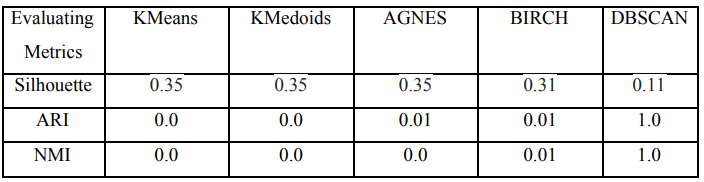 Evaluating Metrics KMeans KMedoids AGNES BIRCH DBSCAN
Silhouette 0.35 0.35 0.35 0.31 0.11
ARI 0.0 0.0 0.01 0.01 1.0
NMI 0.0 0.0 0.0 0.01 1.0